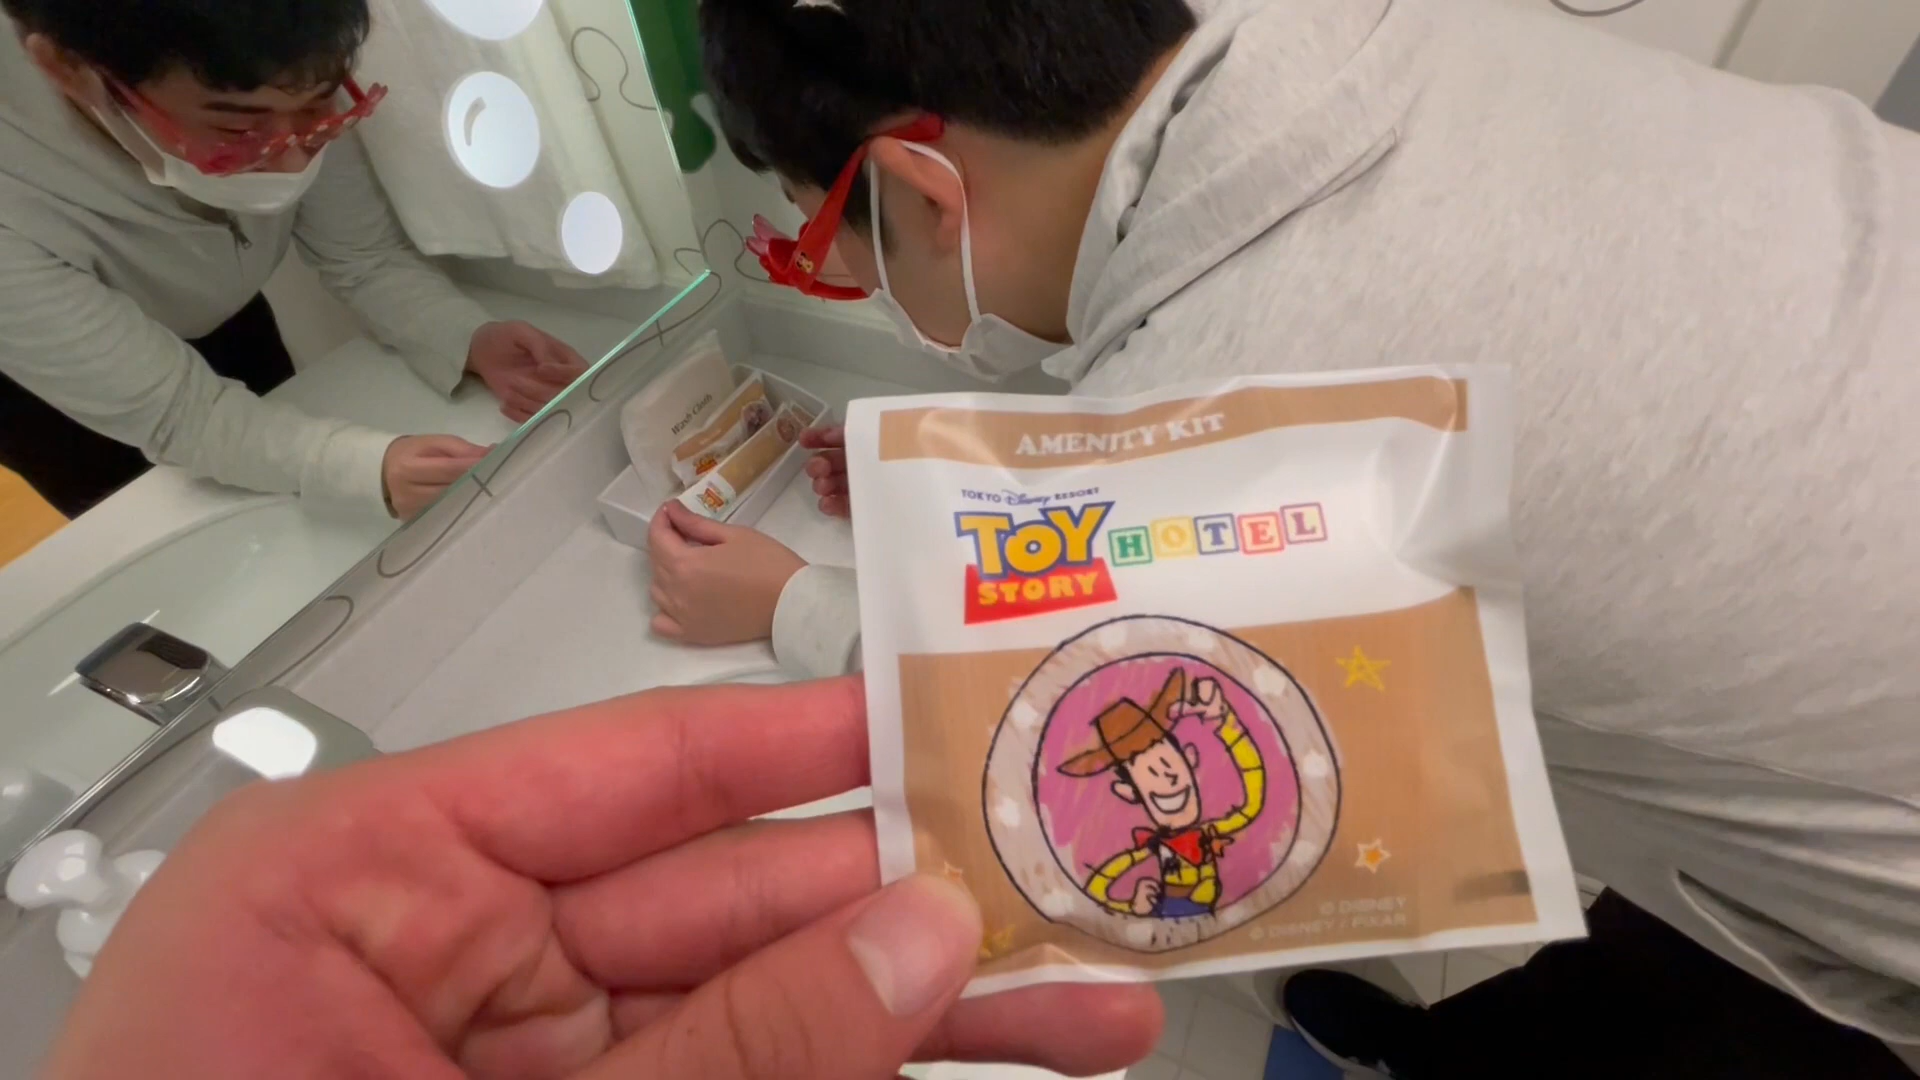 AMENITY KIT
TOKYO Disney RESORT
TOY HOTEL
STORY
© DISNEY
© DISNEY / PIXAR
Wash Cloth